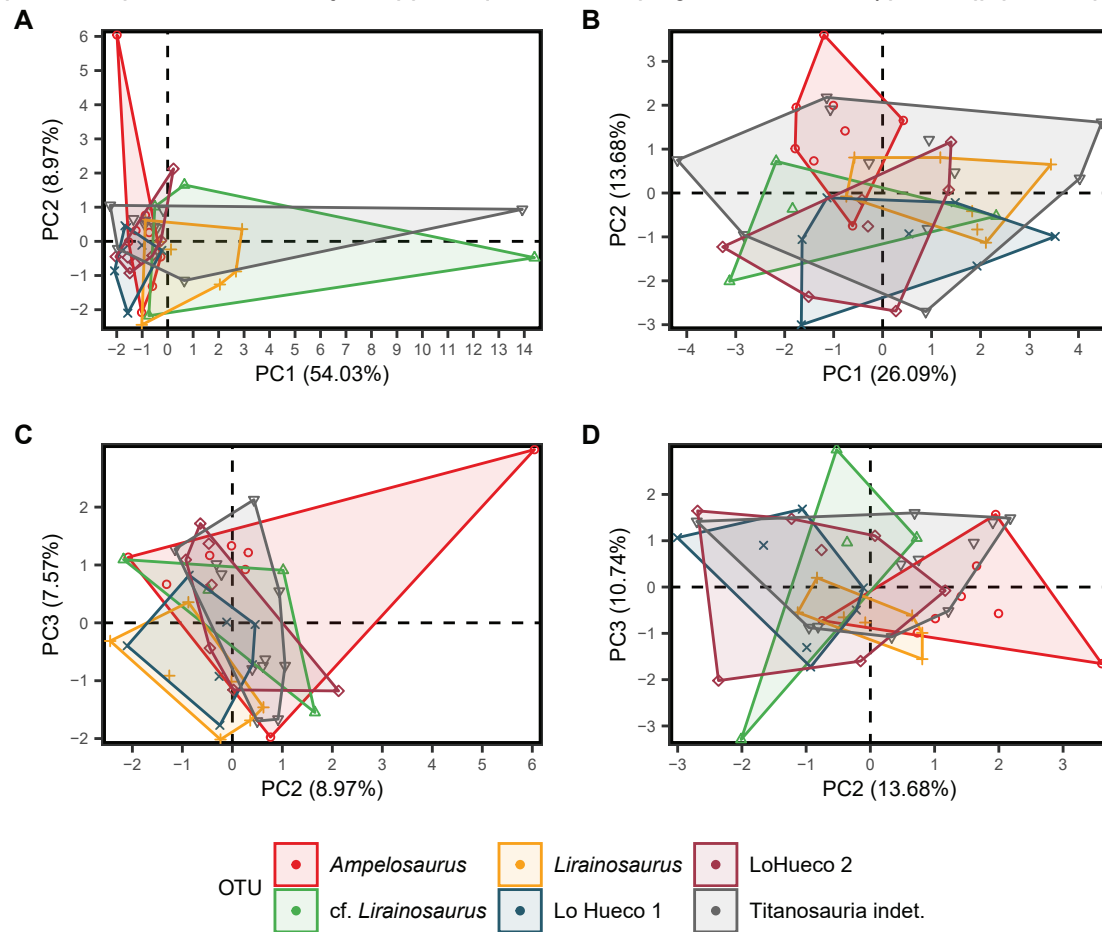 A
6
5
4
3
2
1
0
−1
−2
PC2 (8.97%)
−2 −1 0 1 2 3 4 5 6 7 8 9 10 11 12 13 14
PC1 (54.03%)
B
3
2
1
0
−1
−2
−3
PC2 (13.68%)
−4 −3 −2 −1 0 1 2 3 4
PC1 (26.09%)
C
2
1
0
−1
−2
PC3 (7.57%)
−2 −1 0 1 2 3 4 5 6
PC2 (8.97%)
D
2
1
0
−1
−2
−3
PC3 (10.74%)
−3 −2 −1 0 1 2 3
PC2 (13.68%)
OTU
Ampelosaurus Lirainosaurus LoHueco 2
cf. Lirainosaurus Lo Hueco 1 Titanosauria indet.